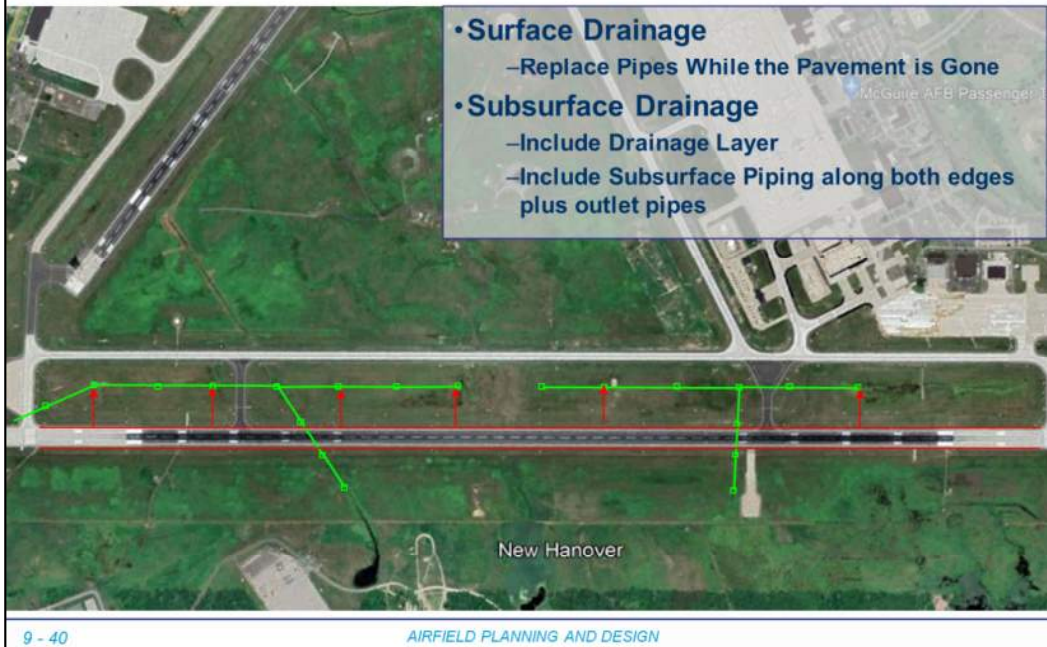 •Surface Drainage
–Replace Pipes While the Pavement is Gone
McGuire AFB Passenger
•Subsurface Drainage
–Include Drainage Layer
–Include Subsurface Piping along both edges
plus outlet pipes
New Hanover
9 - 40
AIRFIELD PLANNING AND DESIGN